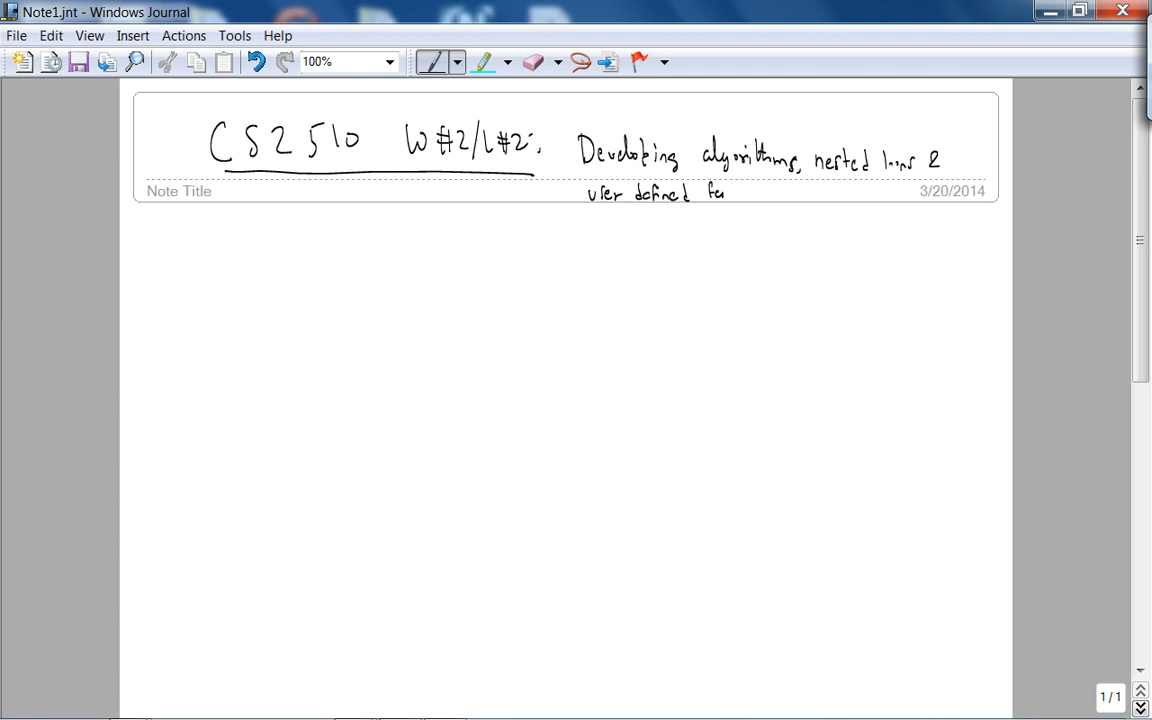 Note1.jnt - Windows Journal
File Edit View Insert Actions Tools Help
100%
CS2510 W#2/L#2: Developing algorithms, nested loops &
user defined fu
Note Title 3/20/2014
1/1